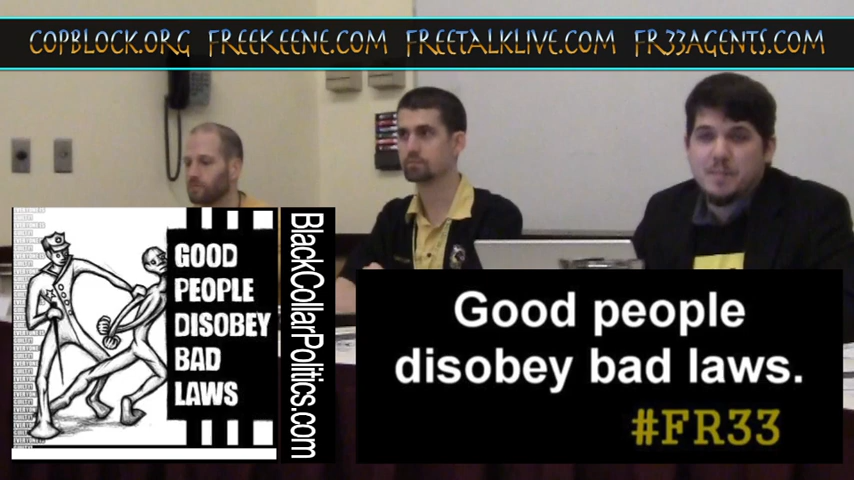 COPBLOCK.ORG FREEKEENE.COM FREETALKLIVE.COM FR33AGENTS.COM
GOOD
PEOPLE
DISOBEY
BAD
LAWS
BlackCollarPolitics.com
Good people
disobey bad laws.
#FR33